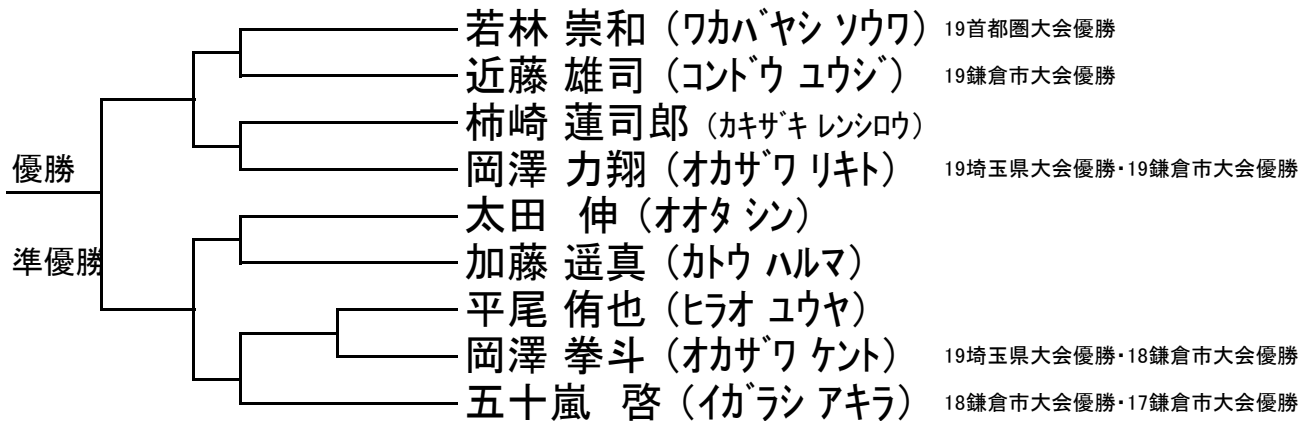 若林 崇和（ワカバヤシ ソウワ） 19首都圏大会優勝
近藤 雄司（コンドウ ユウジ） 19鎌倉市大会優勝
柿崎 蓮司郎（カキザキ レンシロウ）
優勝
岡澤 力翔（オカザワ リキト） 19埼玉県大会優勝・19鎌倉市大会優勝
太田 伸（オオタ シン）
準優勝
加藤 遥真（カトウ ハルマ）
平尾 侑也（ヒラオ ユウヤ）
岡澤 拳斗（オカザワ ケント） 19埼玉県大会優勝・18鎌倉市大会優勝
五十嵐 啓（イガラシ アキラ） 18鎌倉市大会優勝・17鎌倉市大会優勝